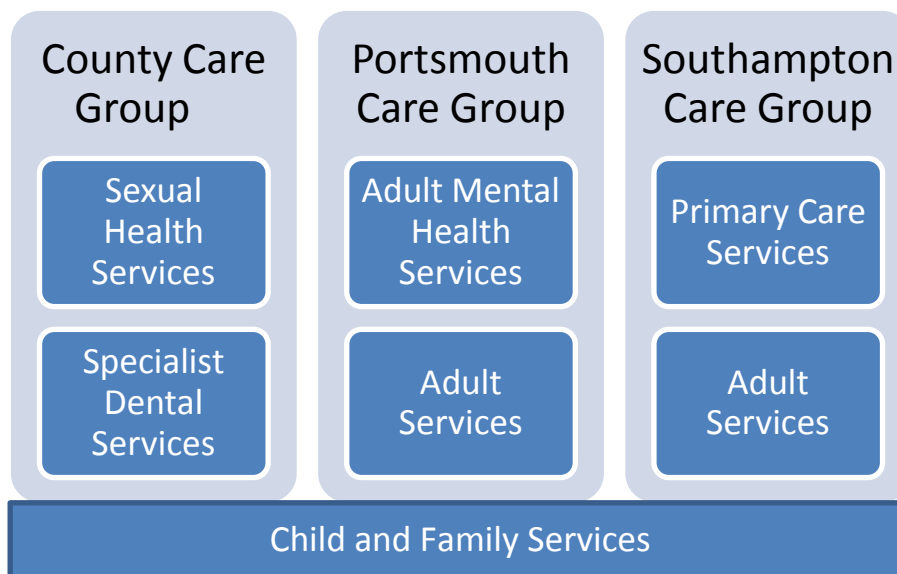 County Care
Group
Sexual
Health
Services
Specialist
Dental
Services
Portsmouth
Care Group
Adult Mental
Health
Services
Adult
Services
Southampton
Care Group
Primary Care
Services
Adult
Services
Child and Family Services